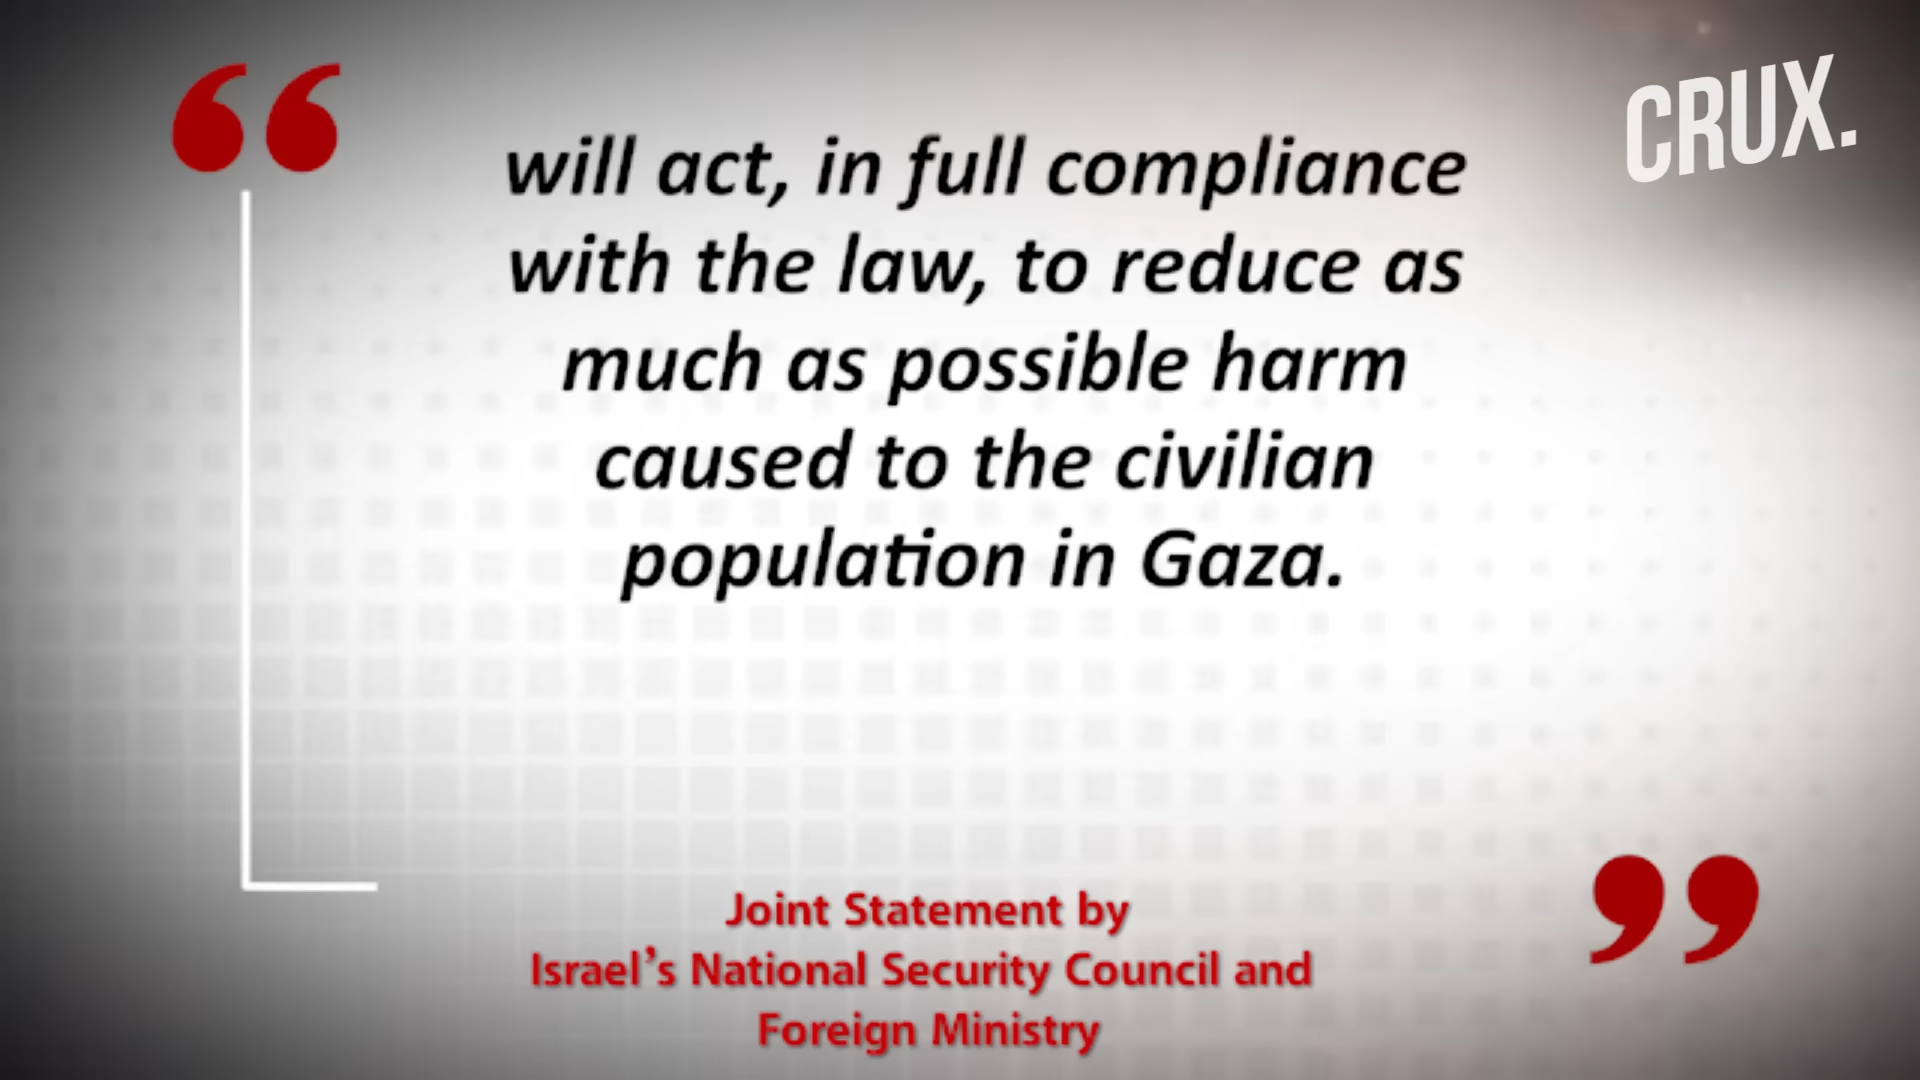 CRUX.
“
will act, in full compliance
with the law, to reduce as
much as possible harm
caused to the civilian
population in Gaza.
”
Joint Statement by
Israel’s National Security Council and
Foreign Ministry